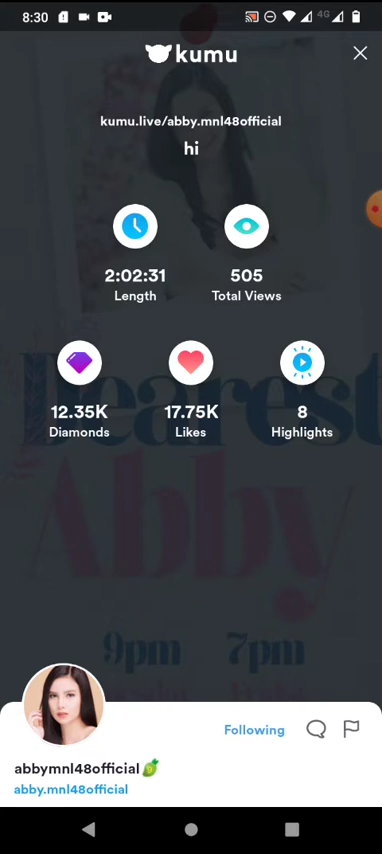 8:30
4G
kumu
kumu.live/abby.mnl48official
hi
2:02:31
Length
505
Total Views
12.35K
Diamonds
17.75K
Likes
8
Highlights
Dearest
Abby
9pm
7pm
Following
abbymnl48official
abby.mnl48official